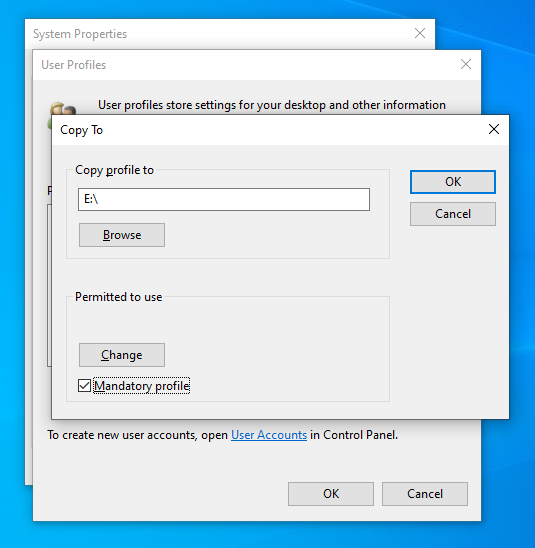 System Properties
User Profiles
User profiles store settings for your desktop and other information
Copy To
Copy profile to
OK
E:\
Cancel
Browse
Permitted to use
Change
Mandatory profile
To create new user accounts, open User Accounts in Control Panel.
OK
Cancel